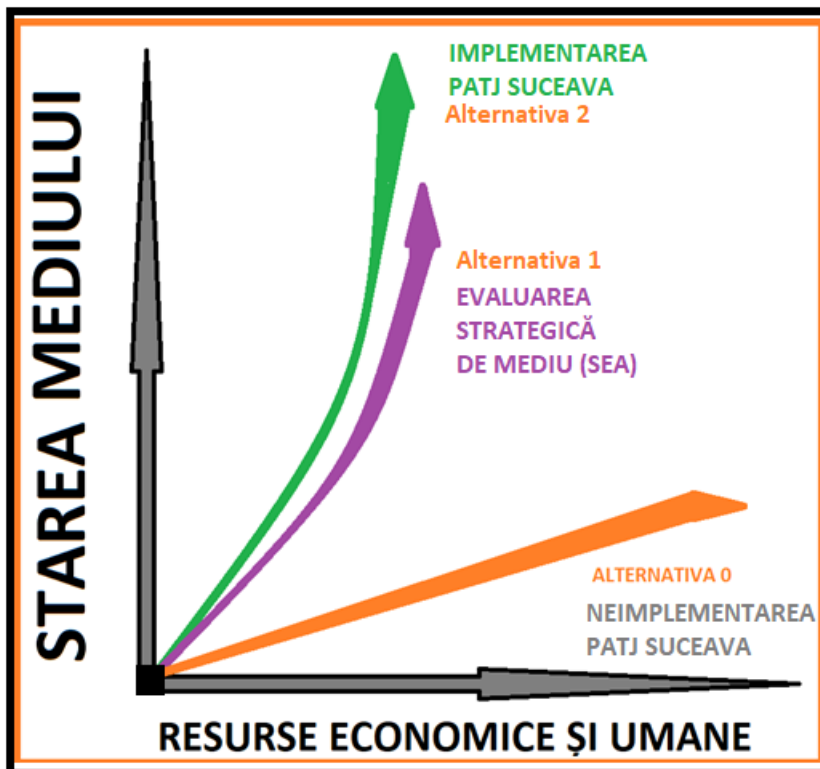 STAREA MEDIULUI
IMPLEMENTAREA
PATJ SUCEAVA
Alternativa 2
Alternativa 1
EVALUAREA
STRATEGICĂ
DE MEDIU (SEA)
ALTERNATIVA 0
NEIMPLEMENTAREA
PATJ SUCEAVA
RESURSE ECONOMICE ȘI UMANE